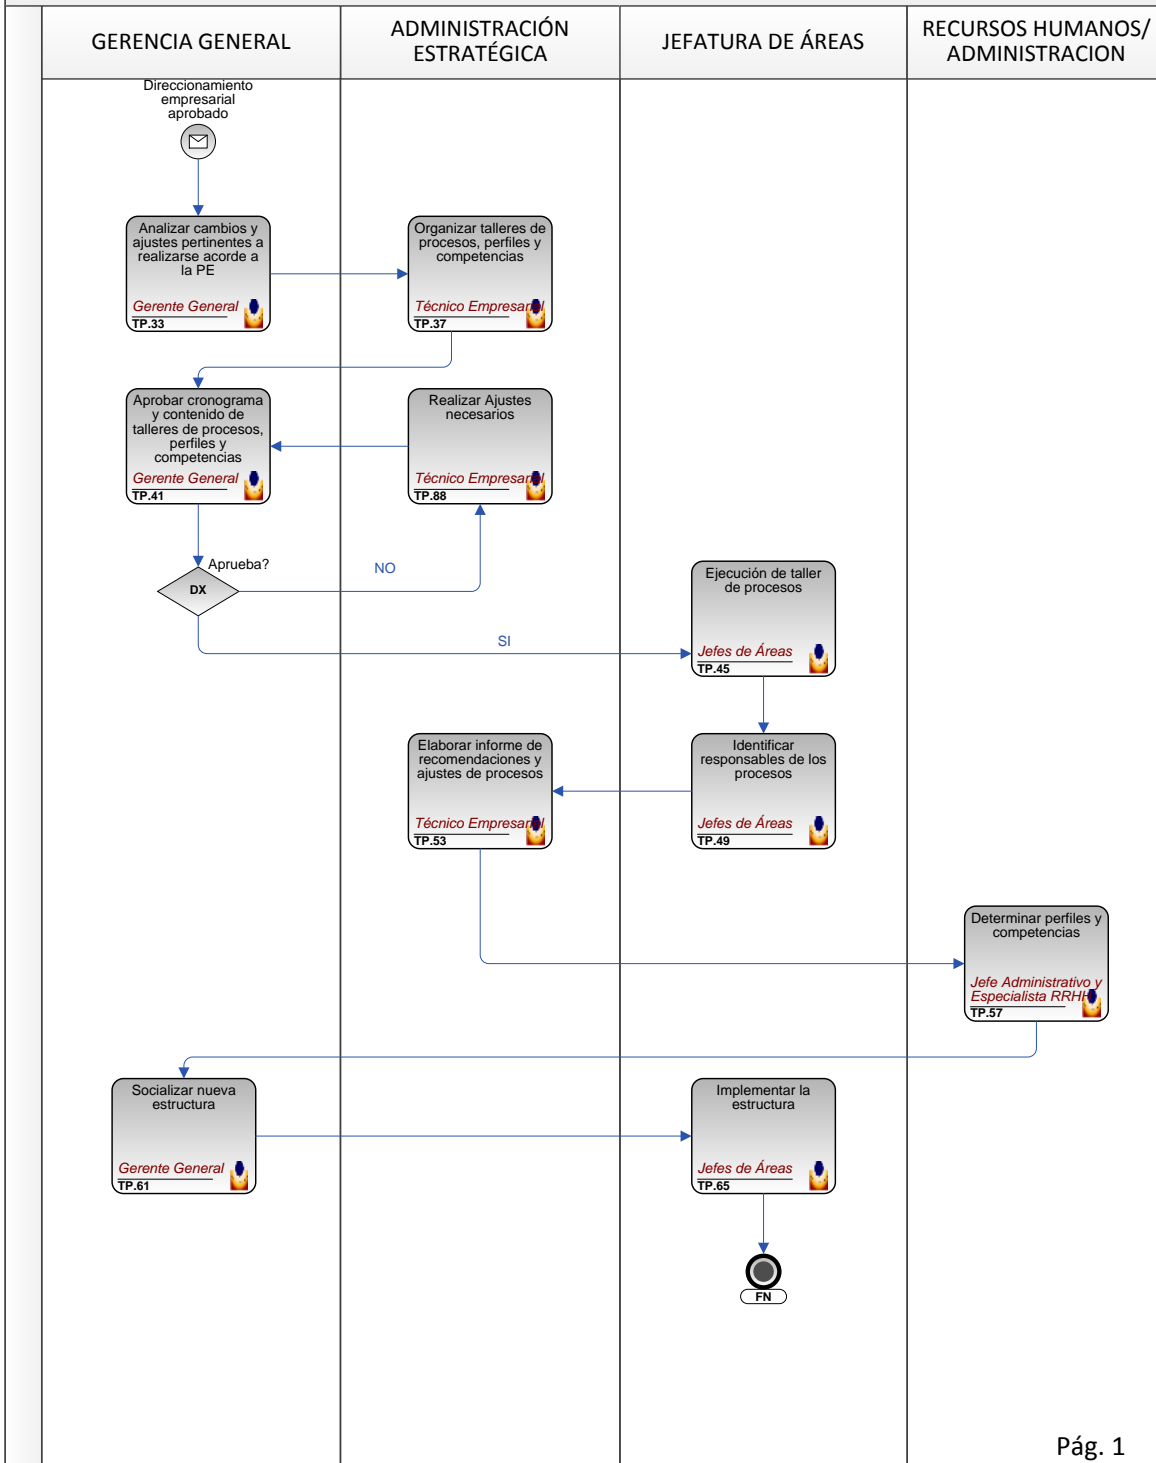 GERENCIA GENERAL
ADMINISTRACIÓN
ESTRATÉGICA
JEFATURA DE ÁREAS
RECURSOS HUMANOS/
ADMINISTRACION
Direccionamiento
empresarial
aprobado
Analizar cambios y
ajustes pertinentes a
realizarse acorde a
la PE
Gerente General
TP.33
Organizar talleres de
procesos, perfiles y
competencias
Técnico Empresarial
TP.37
Aprobar cronograma
y contenido de
talleres de procesos,
perfiles y
competencias
Gerente General
TP.41
Realizar Ajustes
necesarios
Técnico Empresarial
TP.88
Aprueba?
DX
NO
SI
Ejecución de taller
de procesos
Jefes de Áreas
TP.45
Elaborar informe de
recomendaciones y
ajustes de procesos
Técnico Empresarial
TP.53
Identificar
responsables de los
procesos
Jefes de Áreas
TP.49
Determinar perfiles y
competencias
Jefe Administrativo y
Especialista RRHH
TP.57
Socializar nueva
estructura
Gerente General
TP.61
Implementar la
estructura
Jefes de Áreas
TP.65
FN
Pág. 1